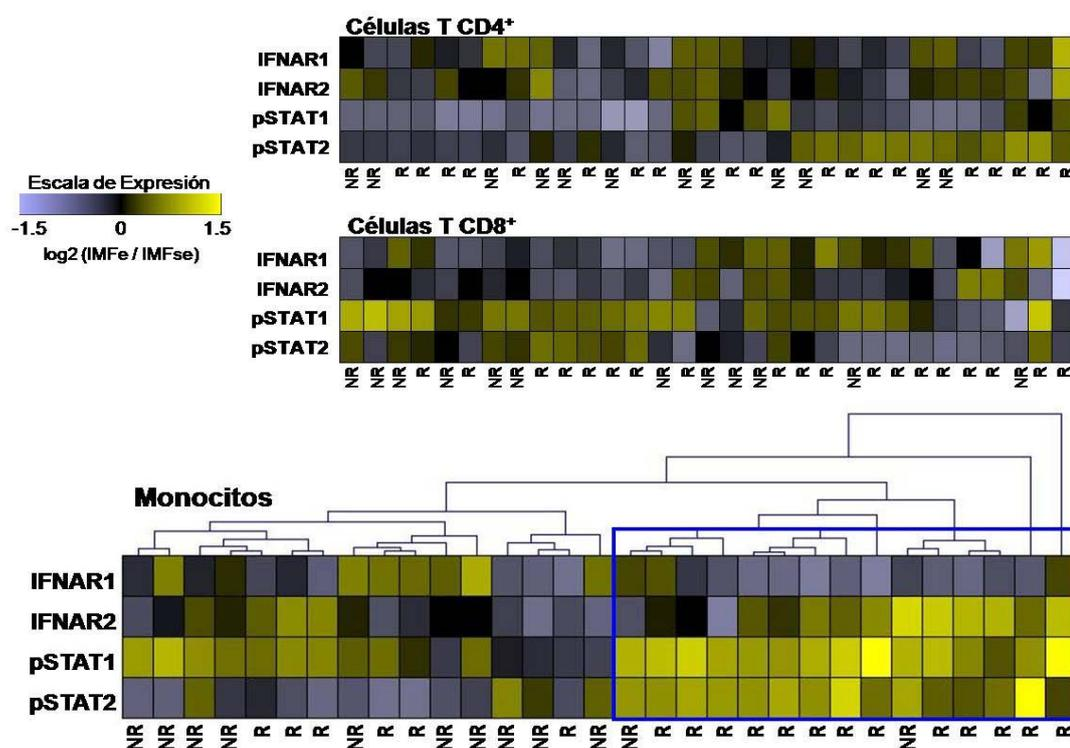 Células T CD4+
IFNAR1
IFNAR2
pSTAT1
pSTAT2
NR NR R R R R NR R NR NR R NR R R NR NR R R NR NR R R R R NR NR R R R R R
Escala de Expresión
-1.5 0 1.5
log2 (IMFe / IMFse)
Células T CD8+
IFNAR1
IFNAR2
pSTAT1
pSTAT2
NR NR NR R NR R NR NR R R R R R NR R NR NR NR R R R NR R R R R R R NR R R
Monocitos
IFNAR1
IFNAR2
pSTAT1
pSTAT2
NR NR NR NR R R R NR R R NR NR NR NR R NR NR R R R R R R R R NR R R R R R